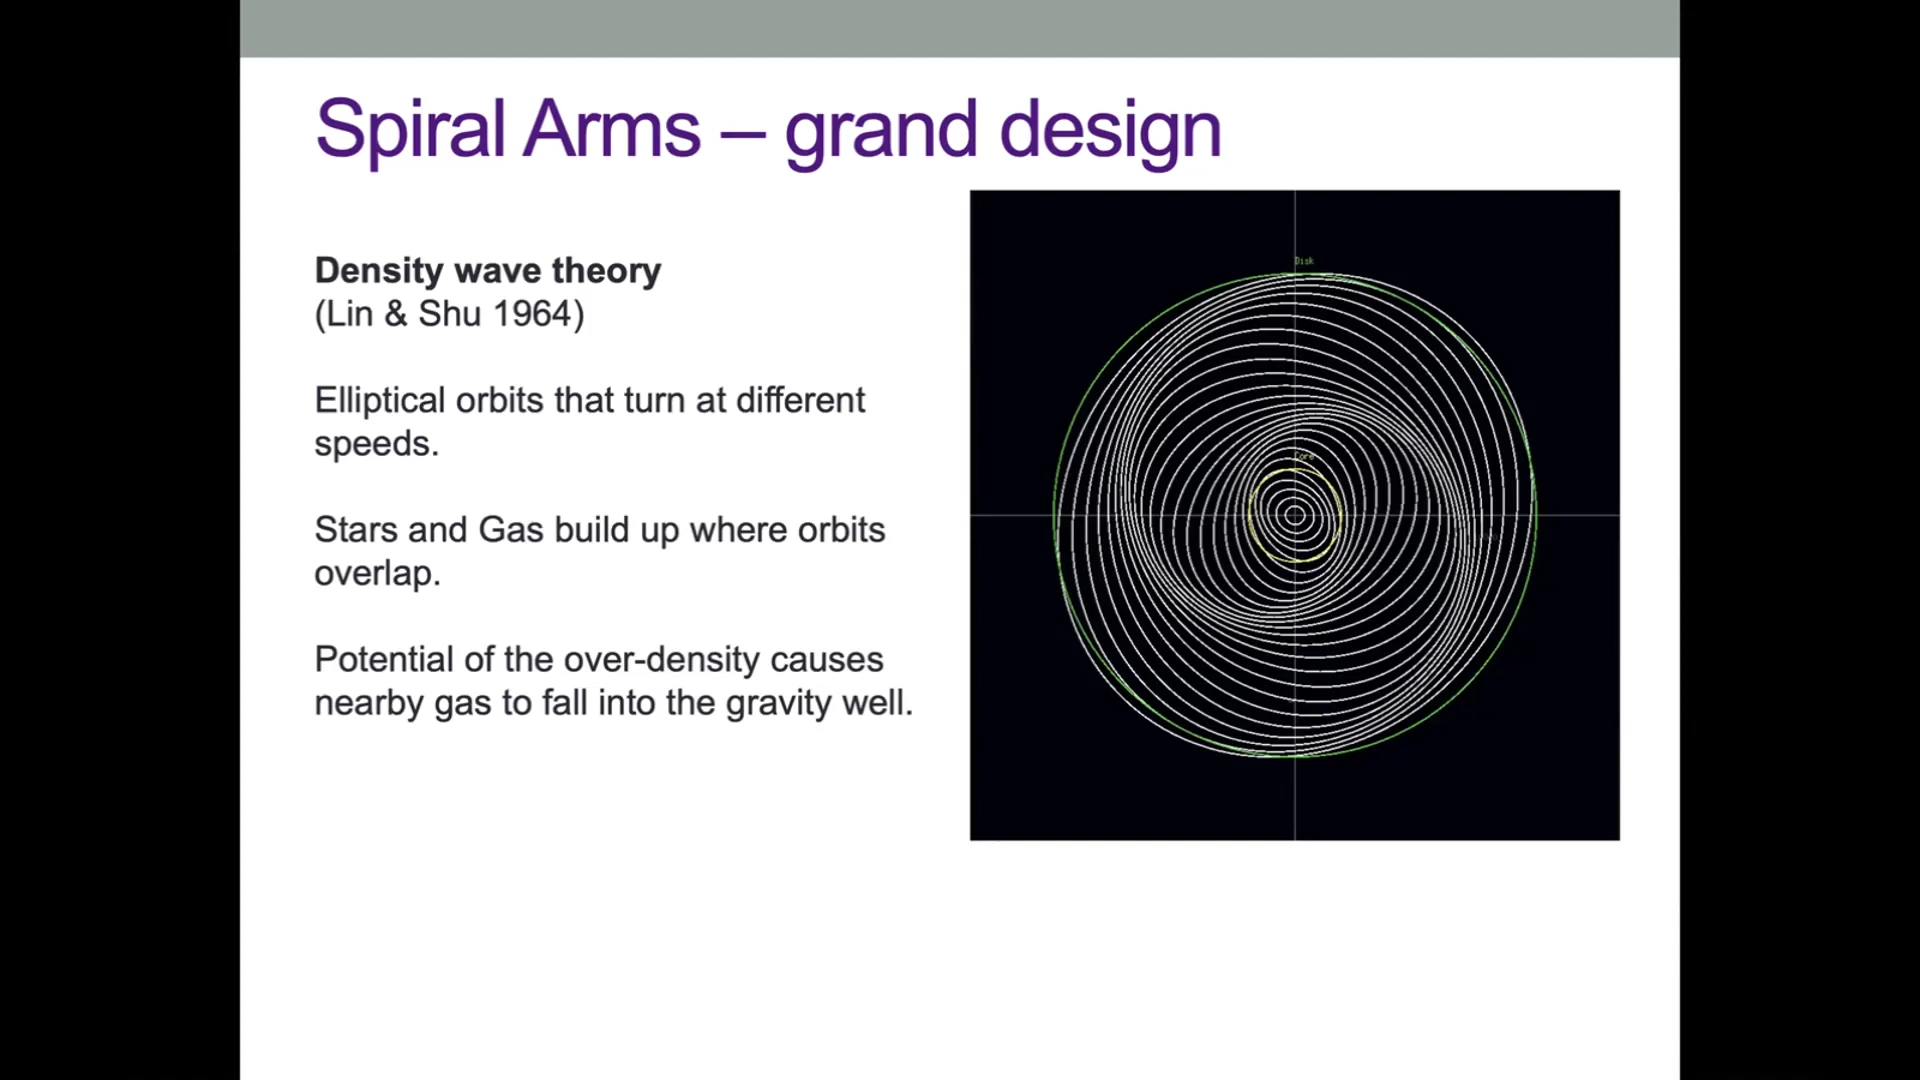 Spiral Arms – grand design
Density wave theory
(Lin & Shu 1964)
Elliptical orbits that turn at different
speeds.
Stars and Gas build up where orbits
overlap.
Potential of the over-density causes
nearby gas to fall into the gravity well.
Disk
Core